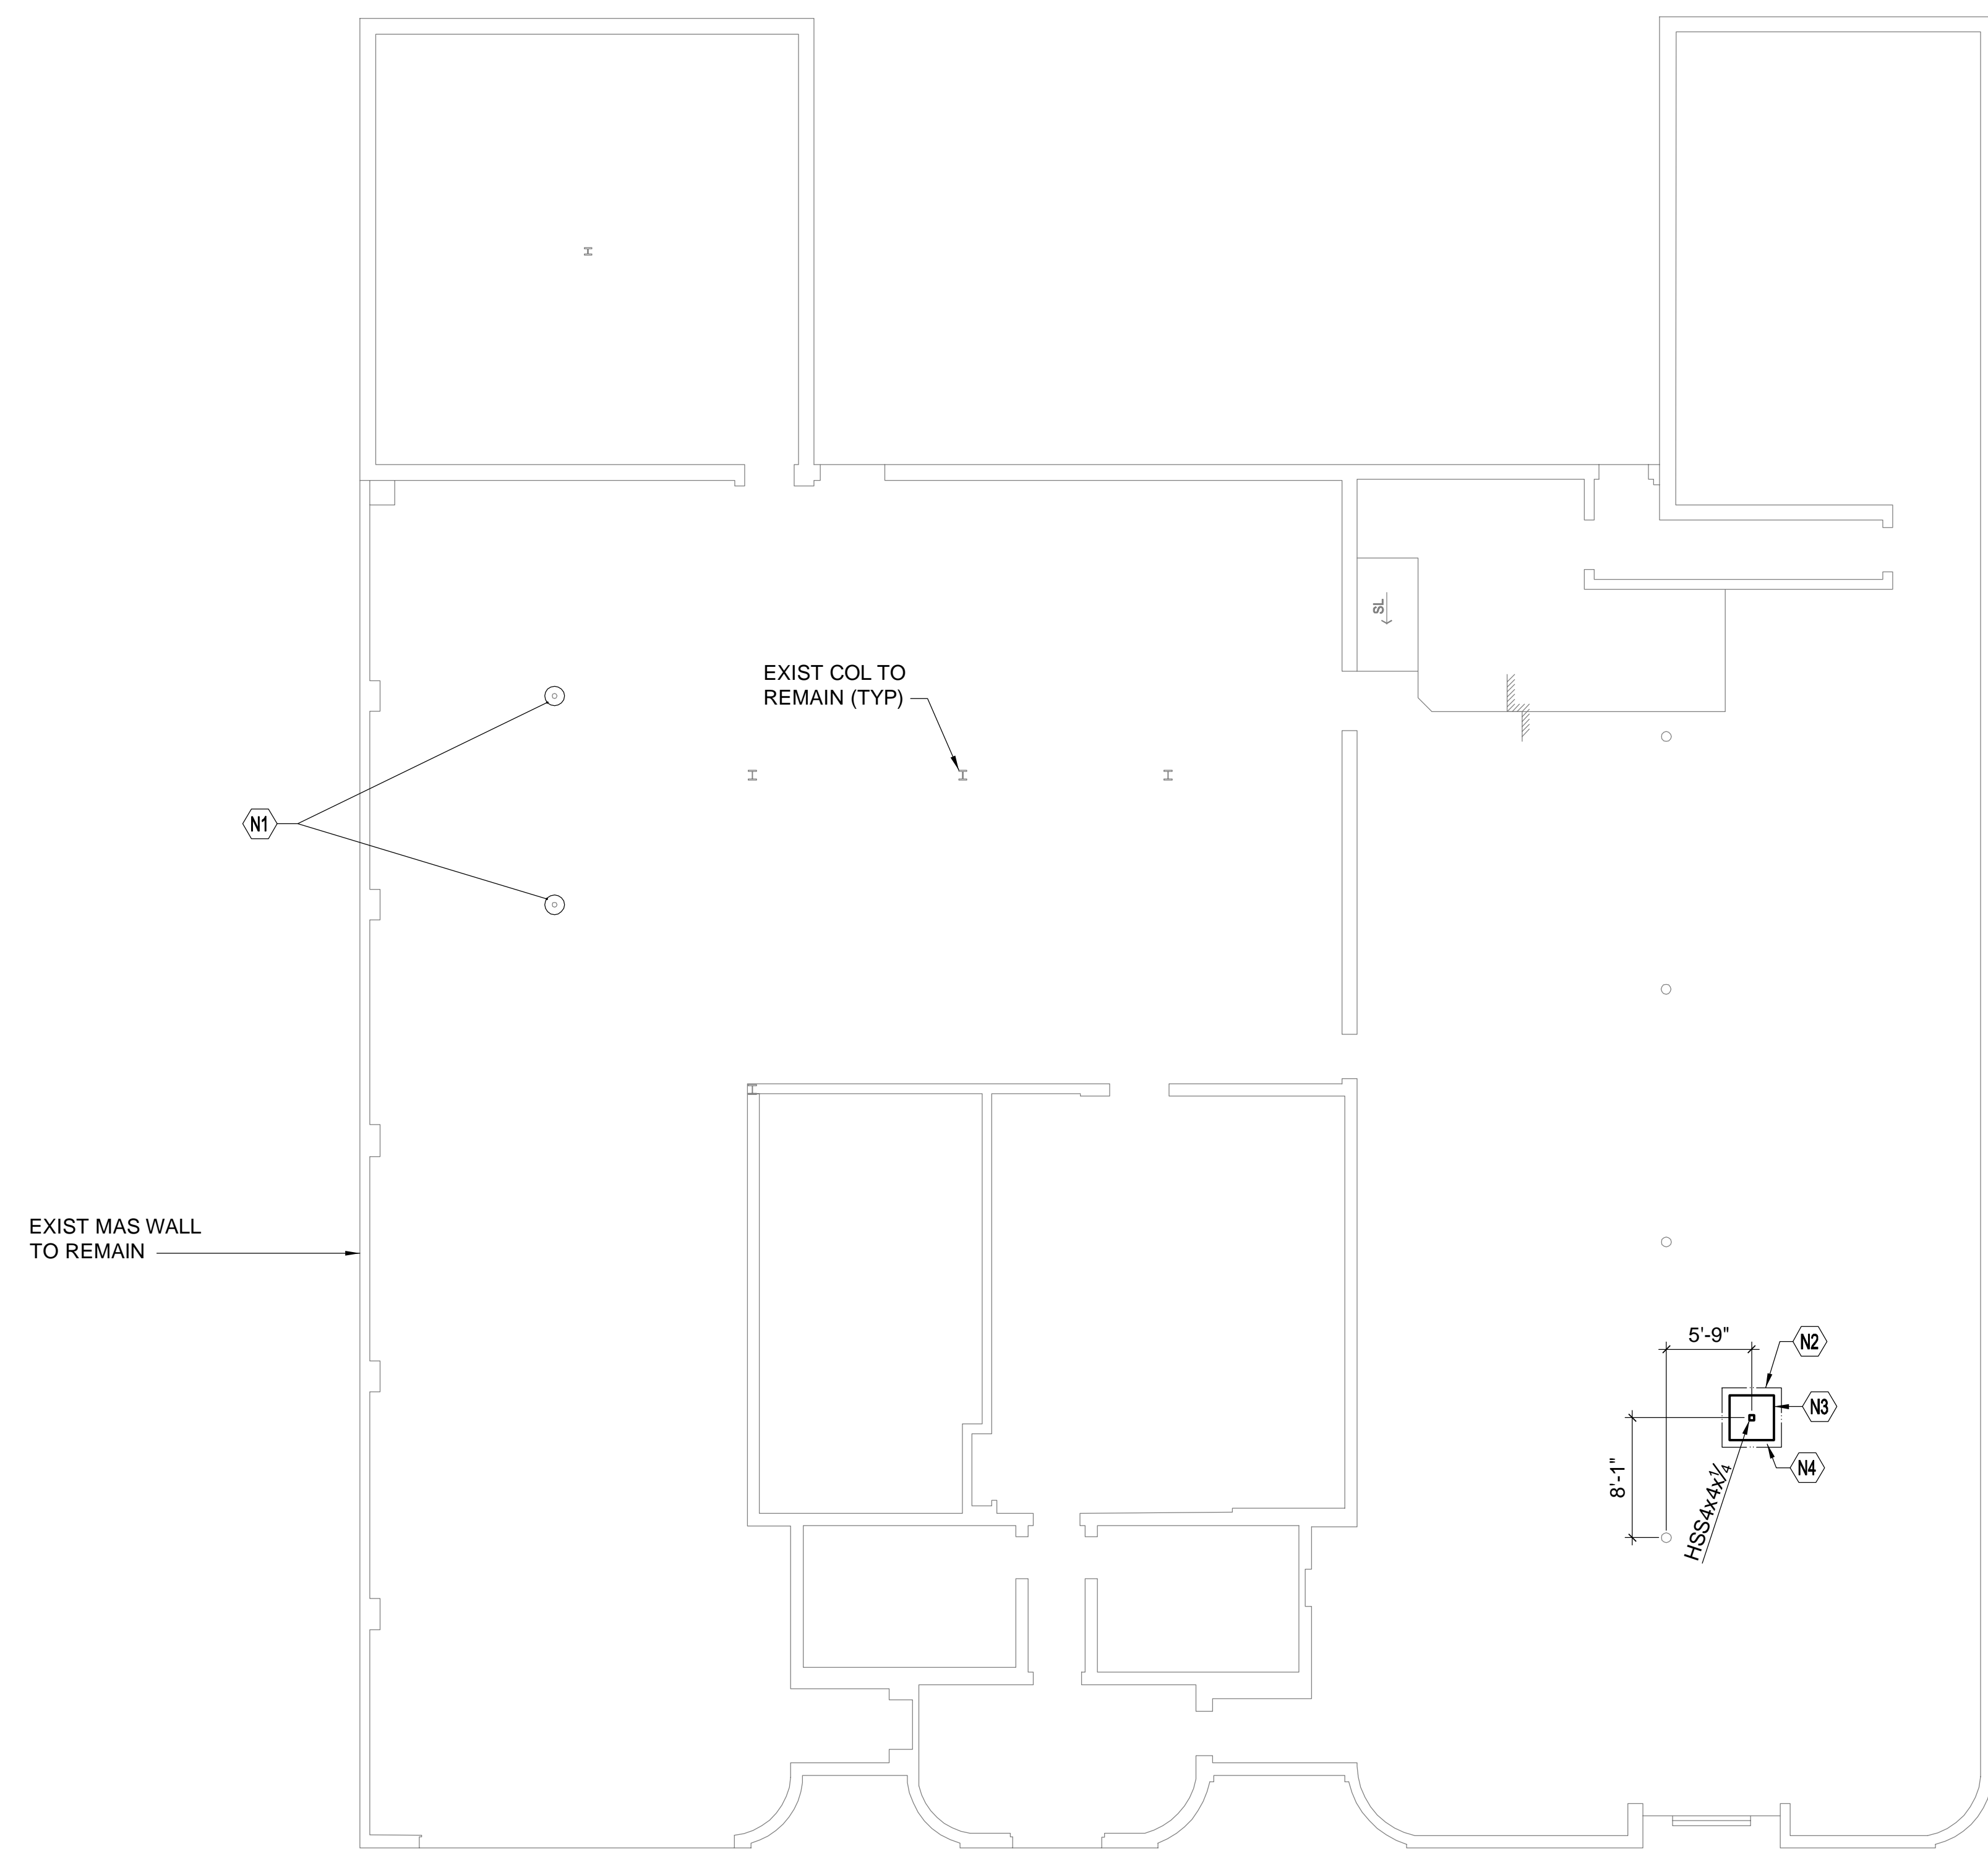 SL
EXIST COL TO
REMAIN (TYP)
N1
EXIST MAS WALL
TO REMAIN
5'-9"
N2
N3
8'-1"
N4
HSS4x4x¼